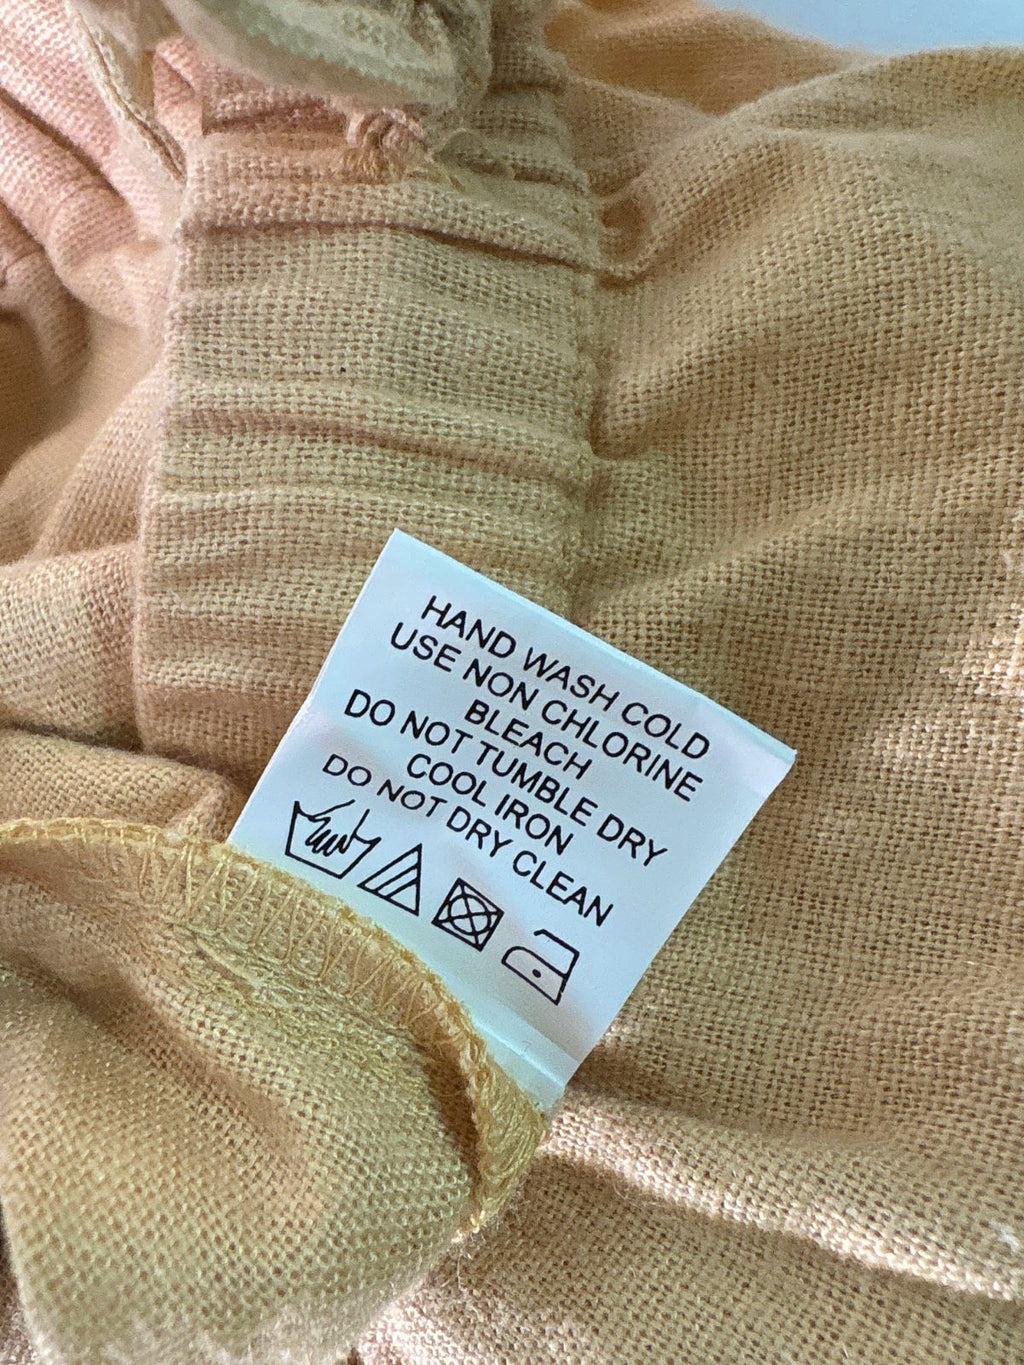 HAND WASH COLD
USE NON CHLORINE
BLEACH
DO NOT TUMBLE DRY
COOL IRON
DO NOT DRY CLEAN